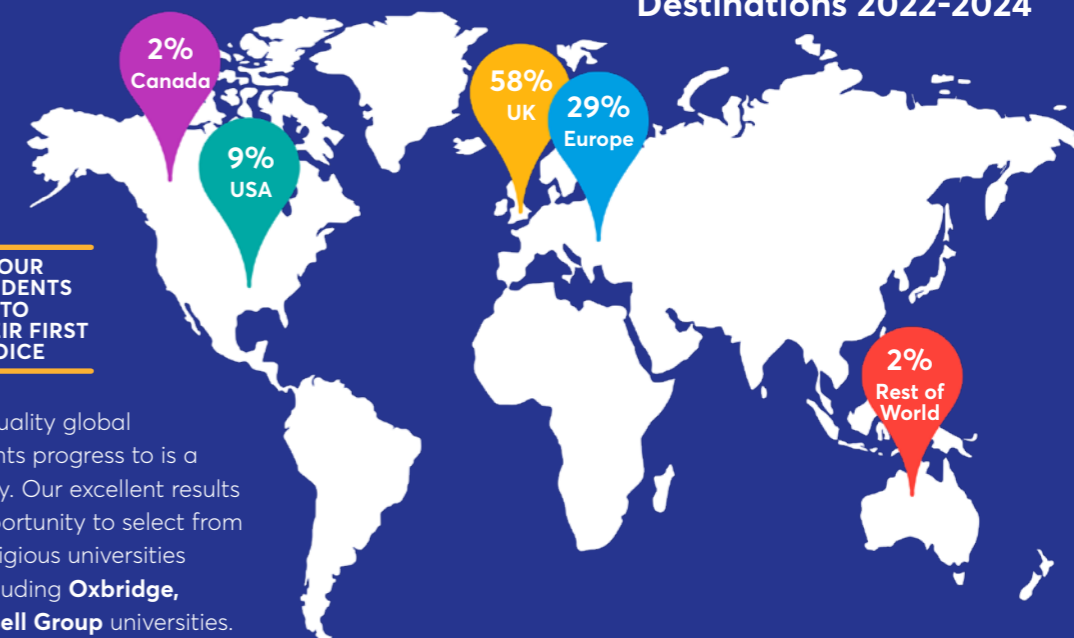 Destinations 2022-2024
2%
Canada
9%
USA
58%
UK
29%
Europe
2%
Rest of
World
OUR
DENTS
TO
IR FIRST
OICE
uality global
nts progress to is a
y. Our excellent results
portunity to select from
igious universities
uding Oxbridge,
ell Group universities.